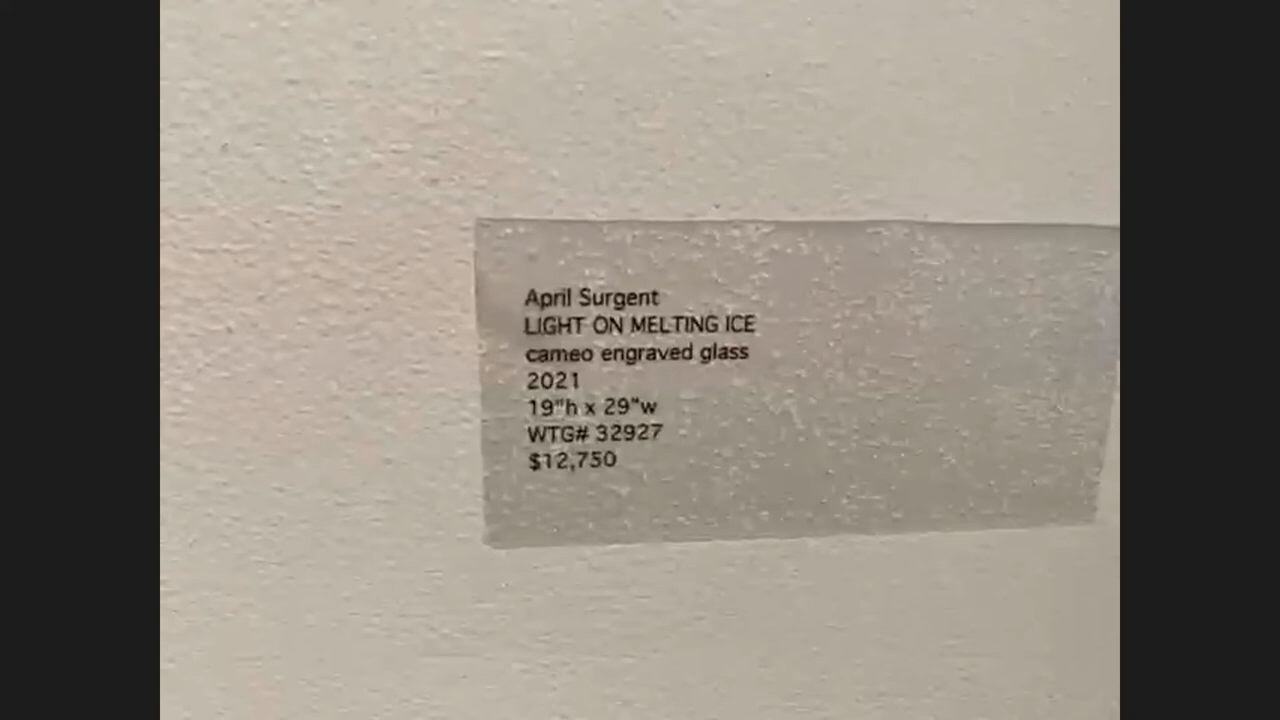 April Surgent
LIGHT ON MELTING ICE
cameo engraved glass
2021
19"h x 29"w
WTG# 32927
$12,750